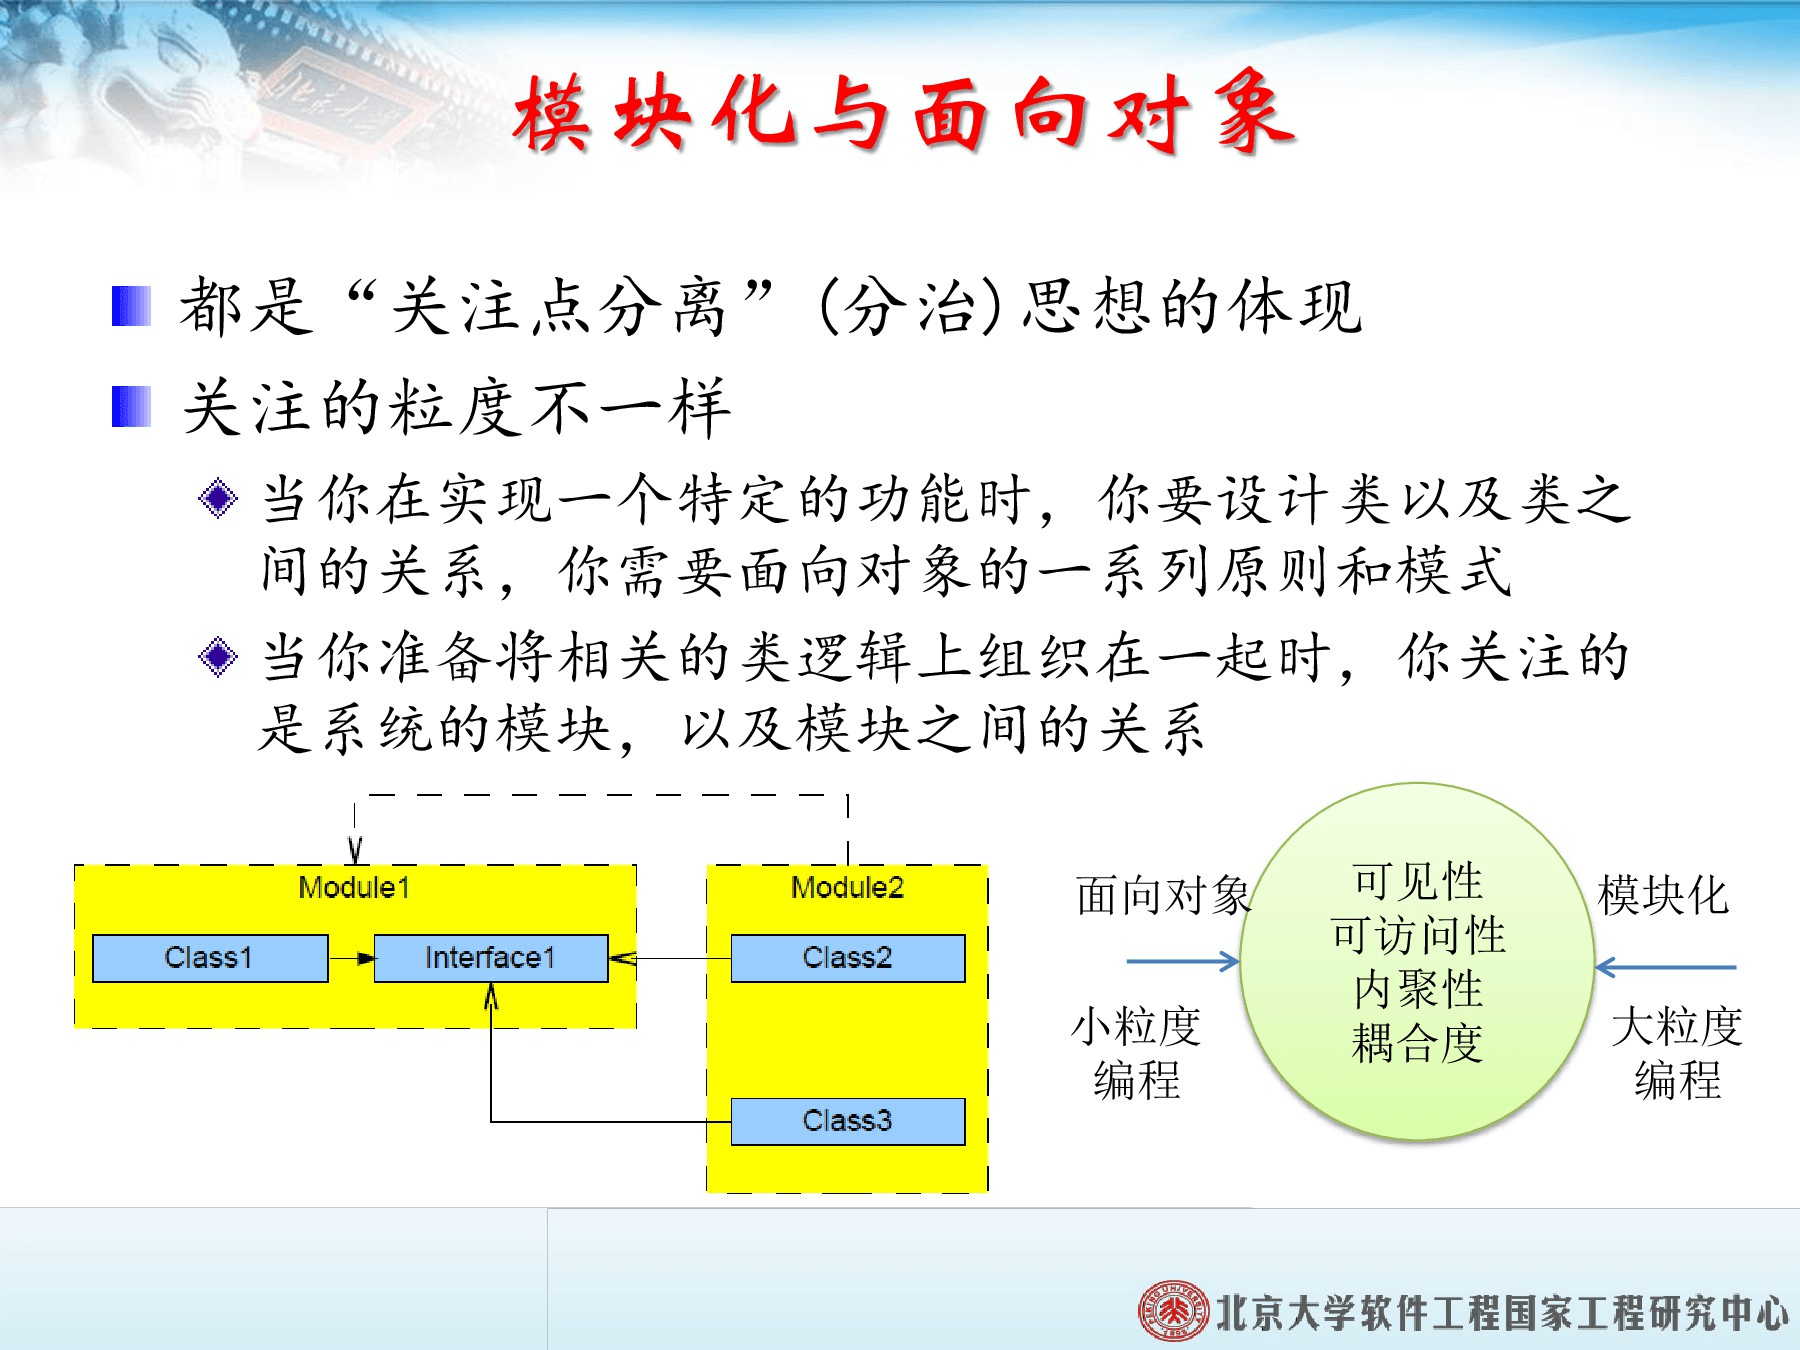 模块化与面向对象
都是“关注点分离”(分治)思想的体现
关注的粒度不一样
当你在实现一个特定的功能时，你要设计类以及类之
间的关系，你需要面向对象的一系列原则和模式
当你准备将相关的类逻辑上组织在一起时，你关注的
是系统的模块，以及模块之间的关系
Module1
Class1
Interface1
Module2
Class2
Class3
面向对象
小粒度
编程
可见性
可访问性
内聚性
耦合度
模块化
大粒度
编程
北京大学软件工程国家工程研究中心